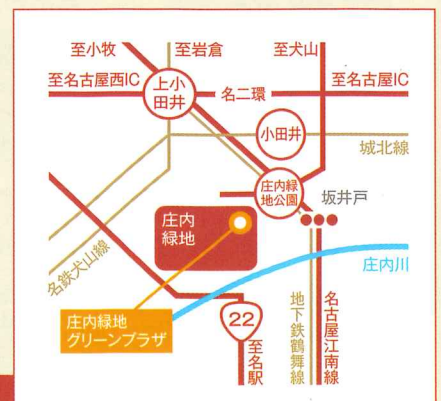 至小牧
至岩倉
至犬山
至名古屋西IC
上小
田井
名二環
至名古屋IC
小田井
城北線
庄内緑
地公園
坂井戸
庄内
緑地
庄内川
名鉄犬山線
庄内緑地
グリーンプラザ
22
至名駅
地下鉄鶴舞線
名古屋江南線